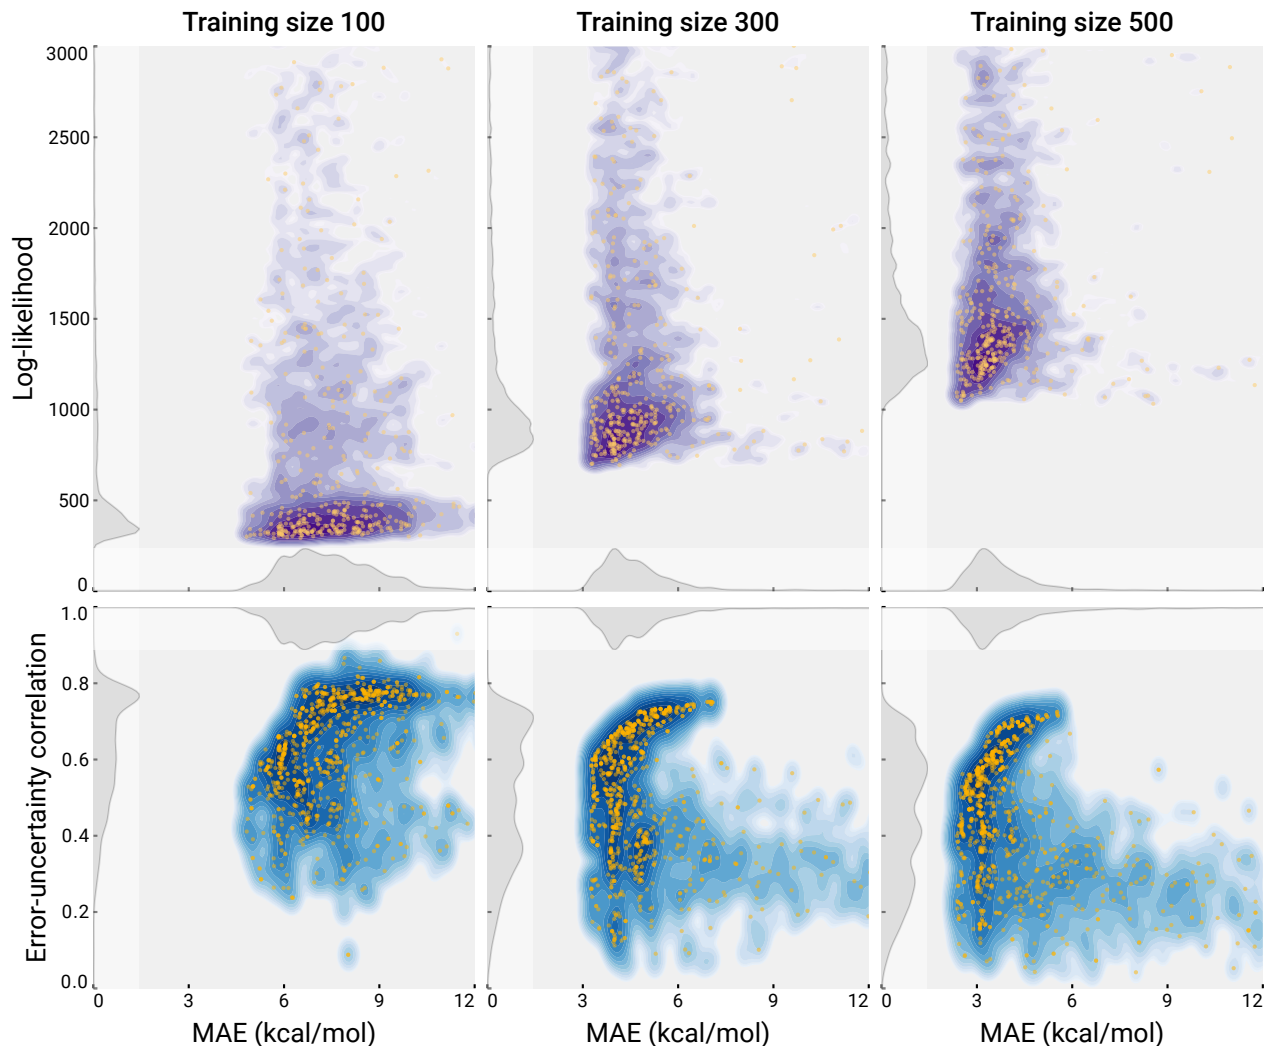 Training size 100 Training size 300 Training size 500
Log-likelihood
3000
2500
2000
1500
1000
500
0
Error-uncertainty correlation
1.0
0.8
0.6
0.4
0.2
0.0
0 3 6 9 12 0 3 6 9 12 0 3 6 9 12
MAE (kcal/mol) MAE (kcal/mol) MAE (kcal/mol)